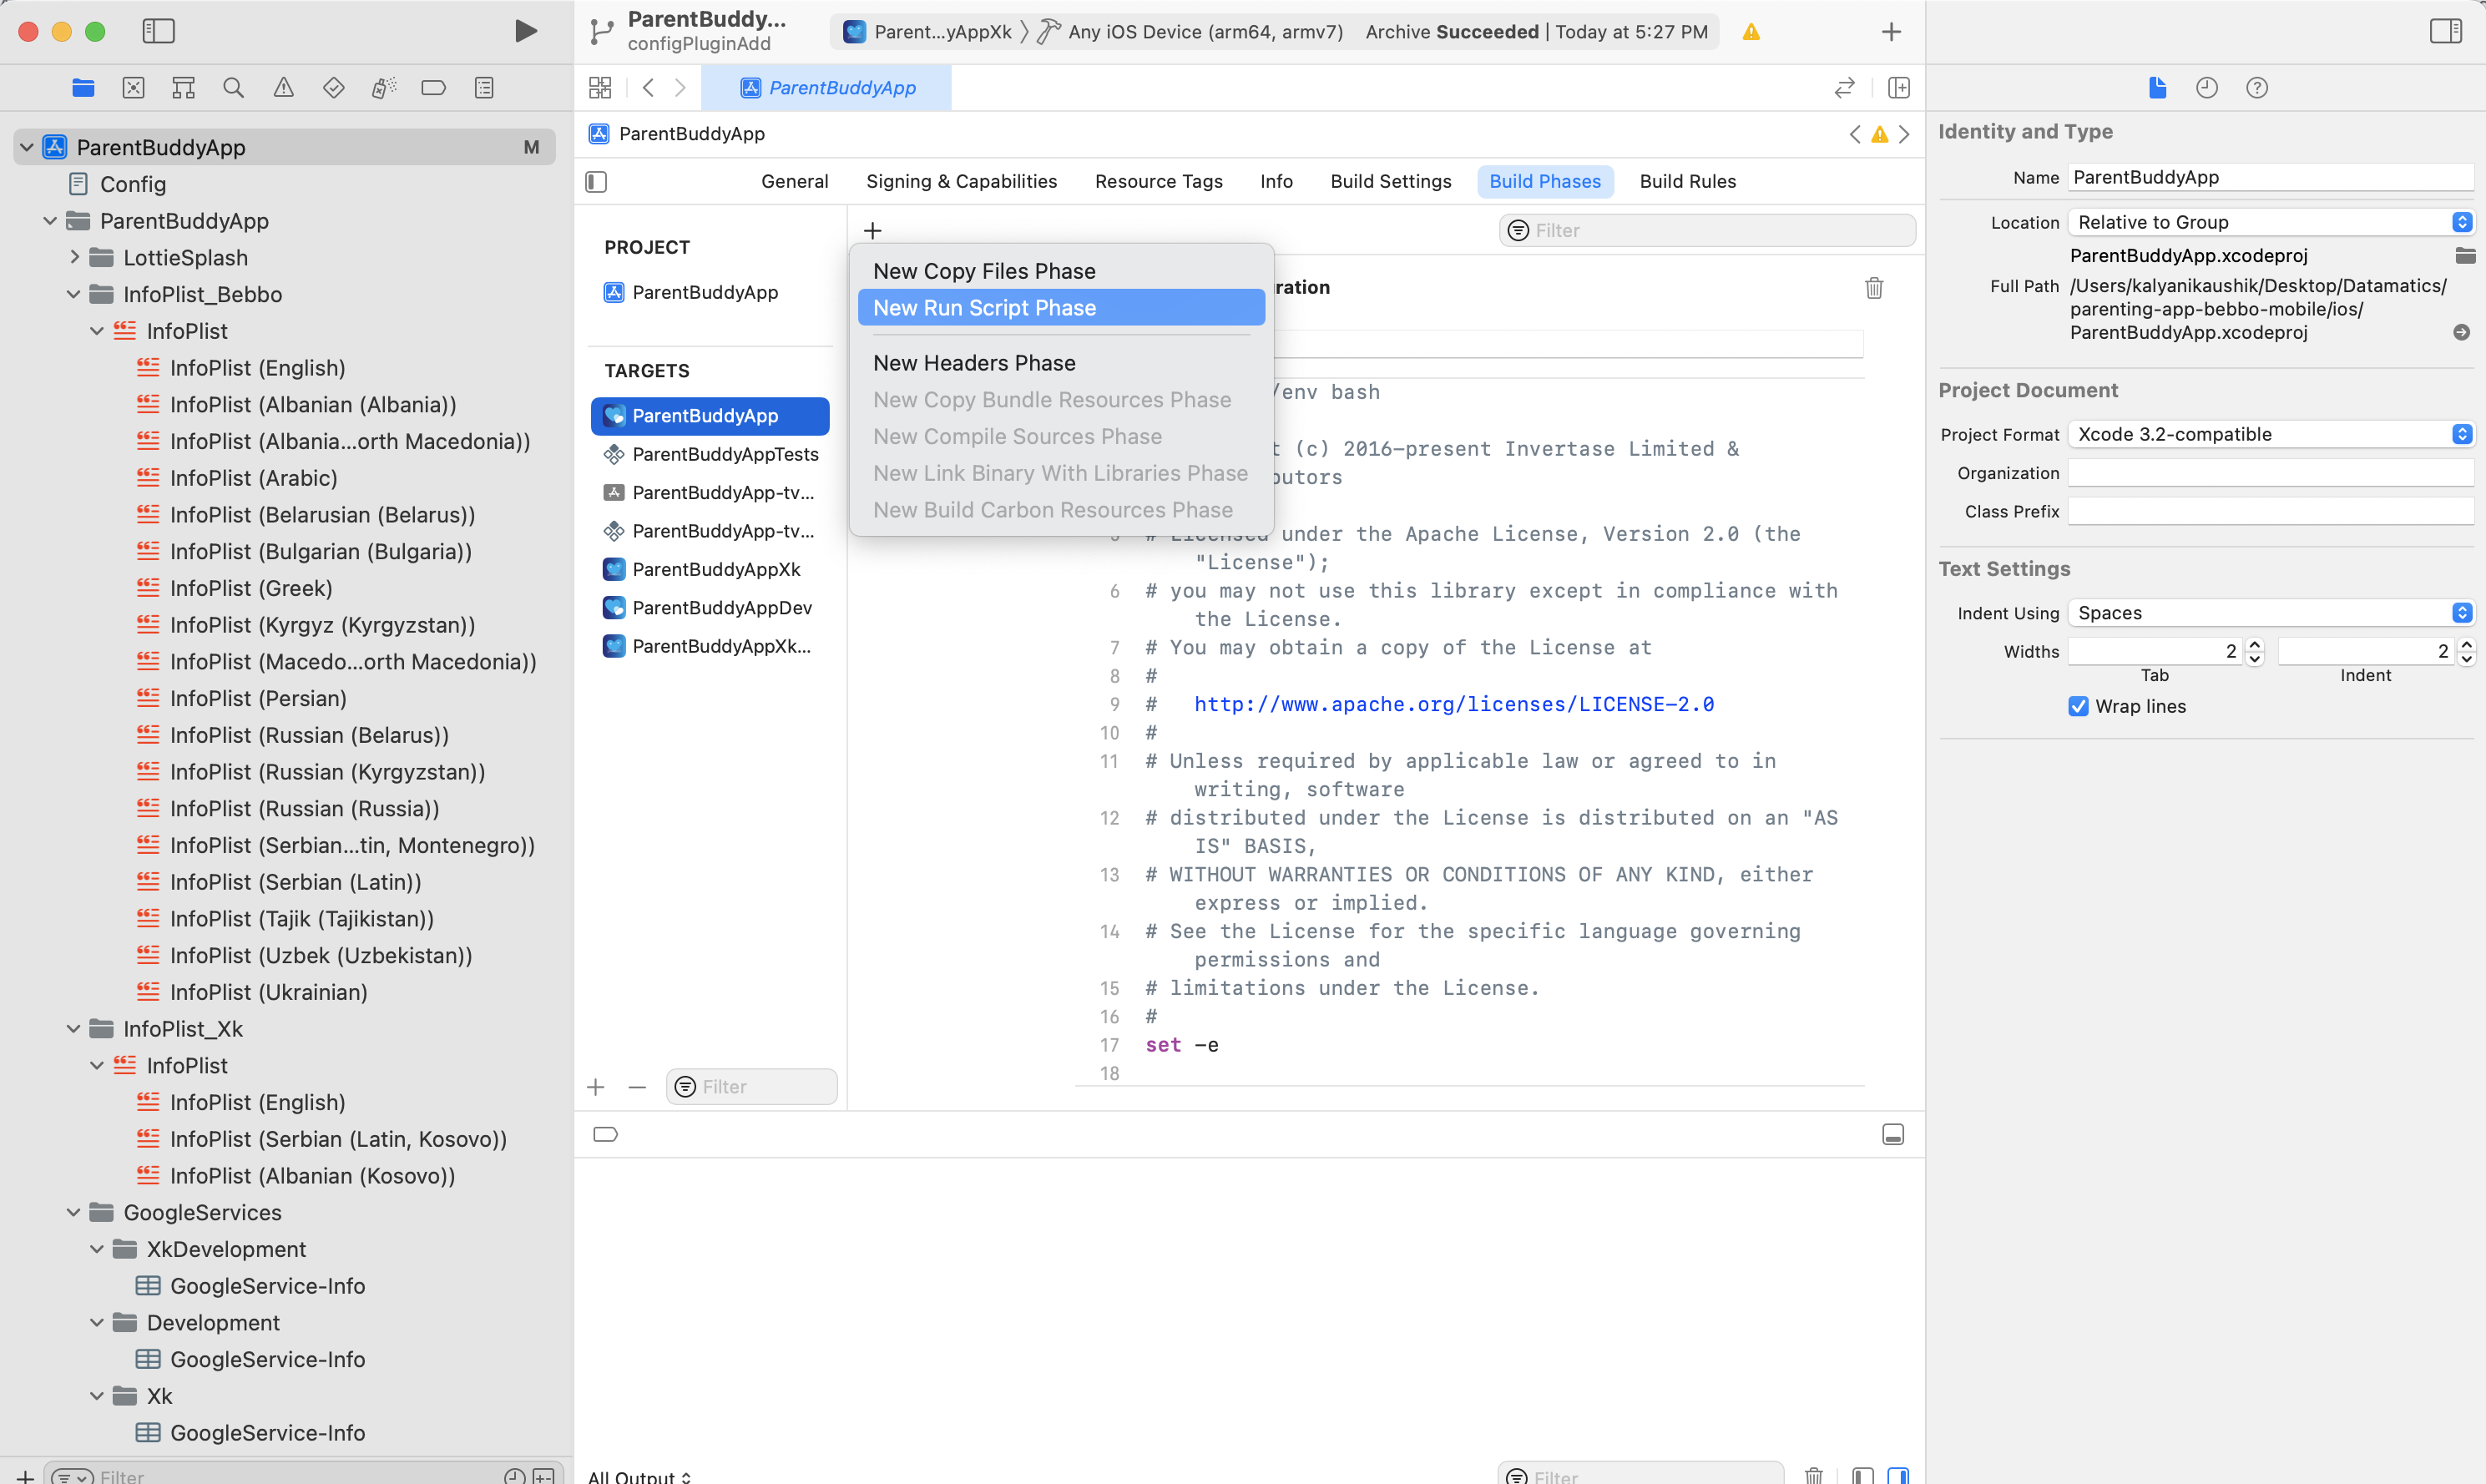 ParentBuddy...
configPluginAdd
Parent...yAppXk
Any iOS Device (arm64, armv7)
Archive Succeeded | Today at 5:27 PM
ParentBuddyApp
ParentBuddyApp
General
Signing & Capabilities
Resource Tags
Info
Build Settings
Build Phases
Build Rules
ParentBuddyApp
M
Config
ParentBuddyApp
LottieSplash
InfoPlist_Bebbo
InfoPlist
InfoPlist (English)
InfoPlist (Albanian (Albania))
InfoPlist (Albania...orth Macedonia))
InfoPlist (Arabic)
InfoPlist (Belarusian (Belarus))
InfoPlist (Bulgarian (Bulgaria))
InfoPlist (Greek)
InfoPlist (Kyrgyz (Kyrgyzstan))
InfoPlist (Macedo...orth Macedonia))
InfoPlist (Persian)
InfoPlist (Russian (Belarus))
InfoPlist (Russian (Kyrgyzstan))
InfoPlist (Russian (Russia))
InfoPlist (Serbian...tin, Montenegro))
InfoPlist (Serbian (Latin))
InfoPlist (Tajik (Tajikistan))
InfoPlist (Uzbek (Uzbekistan))
InfoPlist (Ukrainian)
InfoPlist_Xk
InfoPlist
InfoPlist (English)
InfoPlist (Serbian (Latin, Kosovo))
InfoPlist (Albanian (Kosovo))
GoogleServices
XkDevelopment
GoogleService-Info
Development
GoogleService-Info
Xk
GoogleService-Info
Filter
PROJECT
ParentBuddyApp
TARGETS
ParentBuddyApp
ParentBuddyAppTests
ParentBuddyApp-tv...
ParentBuddyApp-tv...
ParentBuddyAppXk
ParentBuddyAppDev
ParentBuddyAppXk...
Filter
Filter
New Copy Files Phase
New Run Script Phase
New Headers Phase
New Copy Bundle Resources Phase
New Compile Sources Phase
New Link Binary With Libraries Phase
New Build Carbon Resources Phase
ration
/env bash
t (c) 2016-present Invertase Limited &
butors
5 # Licensed under the Apache License, Version 2.0 (the
"License");
6 # you may not use this library except in compliance with
the License.
7 # You may obtain a copy of the License at
8 #
9 # http://www.apache.org/licenses/LICENSE-2.0
10 #
11 # Unless required by applicable law or agreed to in
writing, software
12 # distributed under the License is distributed on an "AS
IS" BASIS,
13 # WITHOUT WARRANTIES OR CONDITIONS OF ANY KIND, either
express or implied.
14 # See the License for the specific language governing
permissions and
15 # limitations under the License.
16 #
17 set -e
18
All Output
Filter
Identity and Type
Name ParentBuddyApp
Location Relative to Group
ParentBuddyApp.xcodeproj
Full Path /Users/kalyanikaushik/Desktop/Datamatics/
parenting-app-bebbo-mobile/ios/
ParentBuddyApp.xcodeproj
Project Document
Project Format Xcode 3.2-compatible
Organization
Class Prefix
Text Settings
Indent Using Spaces
Widths 2 2
Tab Indent
Wrap lines